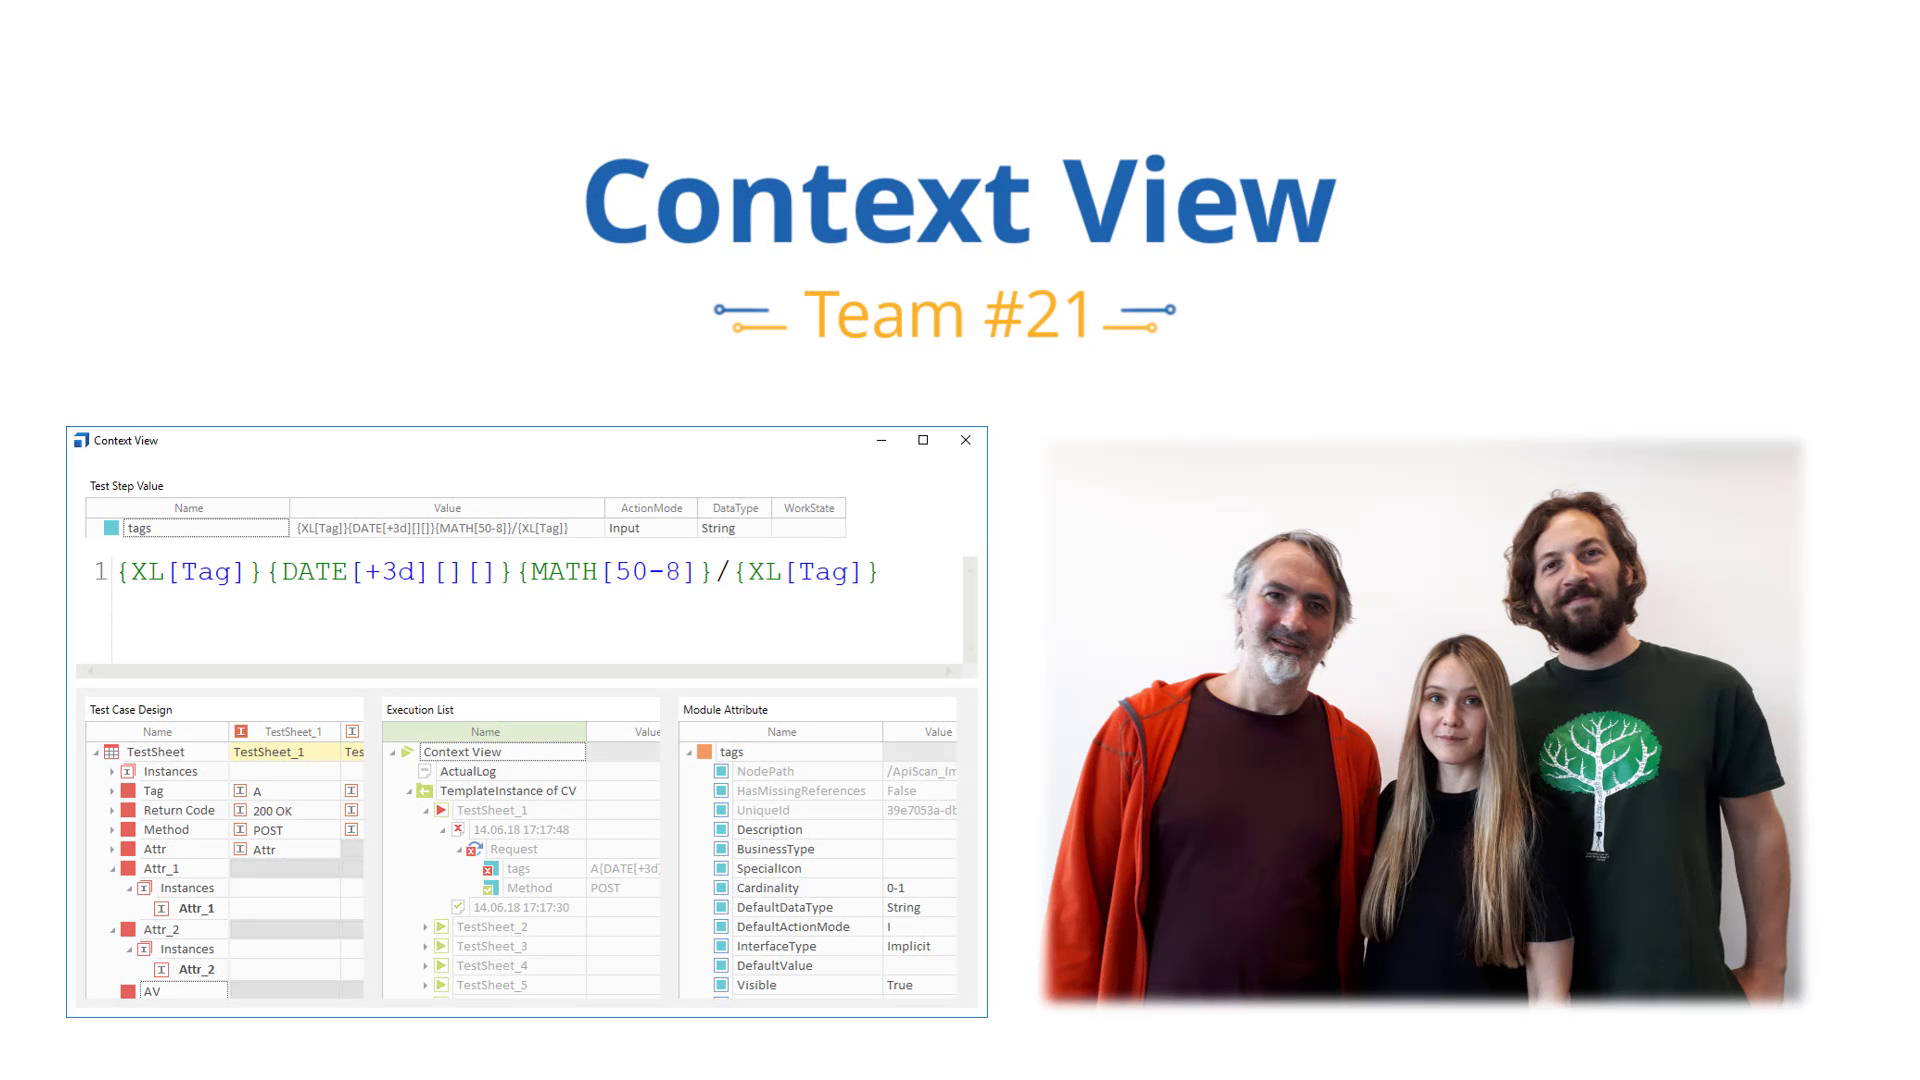 Context View
Team #21
Context View
Test Step Value
Name Value ActionMode DataType WorkState
tags {XL[Tag]}{DATE[+3d][][]}{MATH[50-8]}/{XL[Tag]} Input String
1 {XL[Tag]}{DATE[+3d][][]}{MATH[50-8]}/{XL[Tag]}
Test Case Design
Name TestSheet_1
TestSheet TestSheet_1 Tes
Instances
Tag A
Return Code 200 OK
Method POST
Attr Attr
Attr_1
Instances
Attr_1
Attr_2
Instances
Attr_2
AV
Execution List
Name Value
Context View
ActualLog
TemplateInstance of CV
TestSheet_1
14.06.18 17:17:48
Request
tags A{DATE[+3d]
Method POST
14.06.18 17:17:30
TestSheet_2
TestSheet_3
TestSheet_4
TestSheet_5
Module Attribute
Name Value
tags
NodePath /ApiScan_Im
HasMissingReferences False
UniqueId 39e7053a-db
Description
BusinessType
SpecialIcon
Cardinality 0-1
DefaultDataType String
DefaultActionMode I
InterfaceType Implicit
DefaultValue
Visible True